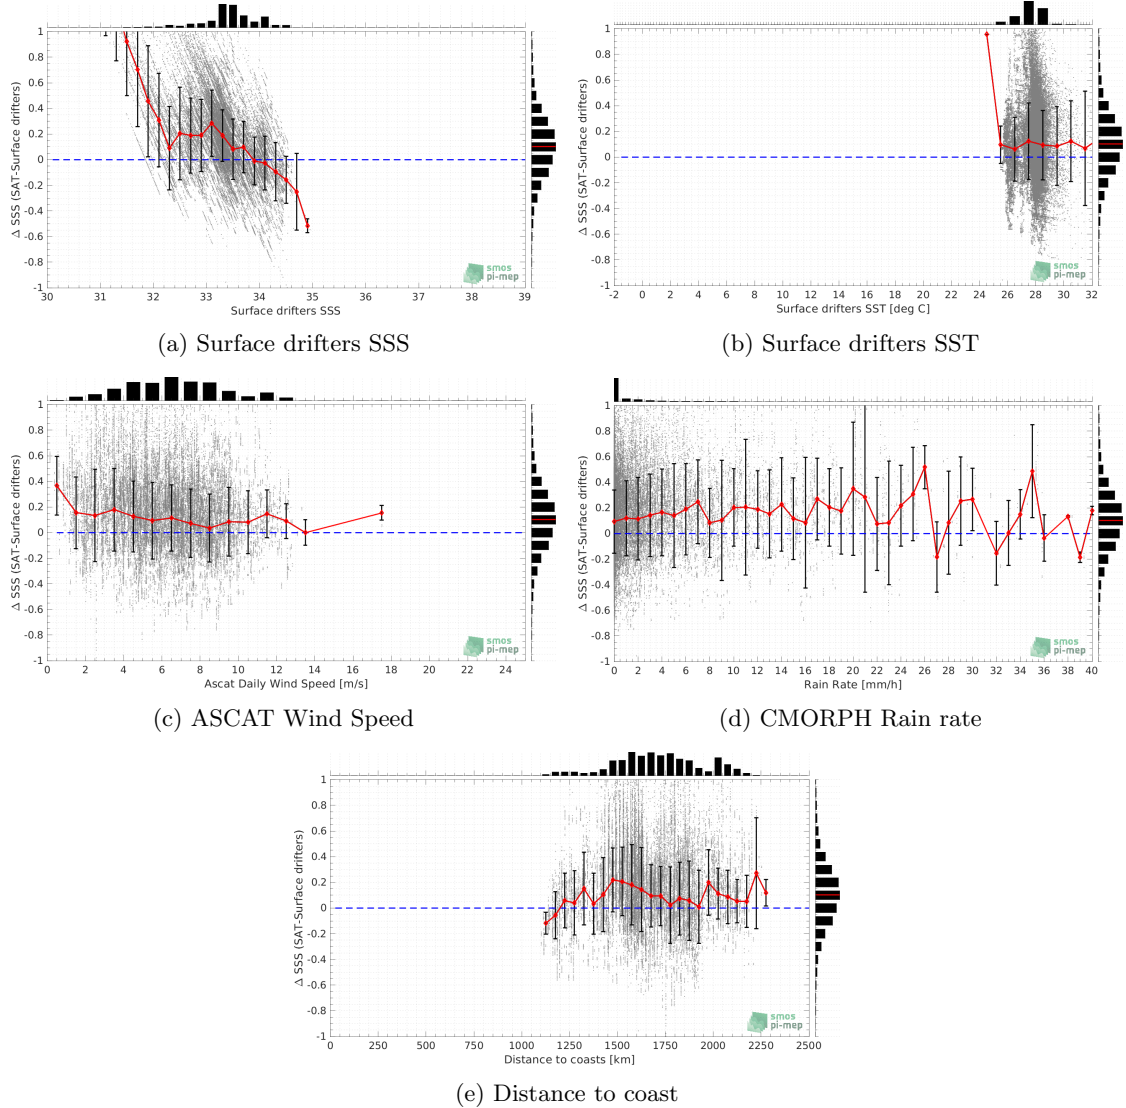 Δ SSS (SAT-Surface drifters)
1
0.8
0.6
0.4
0.2
0
-0.2
-0.4
-0.6
-0.8
-1
30 31 32 33 34 35 36 37 38 39
Surface drifters SSS
smos
pi-mep
(a) Surface drifters SSS
Δ SSS (SAT-Surface drifters)
1
0.8
0.6
0.4
0.2
0
-0.2
-0.4
-0.6
-0.8
-1
-2 0 2 4 6 8 10 12 14 16 18 20 22 24 26 28 30 32
Surface drifters SST [deg C]
smos
pi-mep
(b) Surface drifters SST
Δ SSS (SAT-Surface drifters)
1
0.8
0.6
0.4
0.2
0
-0.2
-0.4
-0.6
-0.8
-1
0 2 4 6 8 10 12 14 16 18 20 22 24
Ascat Daily Wind Speed [m/s]
smos
pi-mep
(c) ASCAT Wind Speed
Δ SSS (SAT-Surface drifters)
1
0.8
0.6
0.4
0.2
0
-0.2
-0.4
-0.6
-0.8
-1
0 2 4 6 8 10 12 14 16 18 20 22 24 26 28 30 32 34 36 38 40
Rain Rate [mm/h]
smos
pi-mep
(d) CMORPH Rain rate
Δ SSS (SAT-Surface drifters)
1
0.8
0.6
0.4
0.2
0
-0.2
-0.4
-0.6
-0.8
-1
0 250 500 750 1000 1250 1500 1750 2000 2250 2500
Distance to coasts [km]
smos
pi-mep
(e) Distance to coast